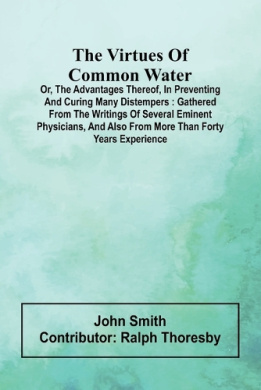 The Virtues Of
Common Water
Or, The Advantages Thereof, In Preventing
And Curing Many Distempers : Gathered
From The Writings Of Several Eminent
Physicians, And Also From More Than Forty
Years Experience
John Smith
Contributor: Ralph Thoresby